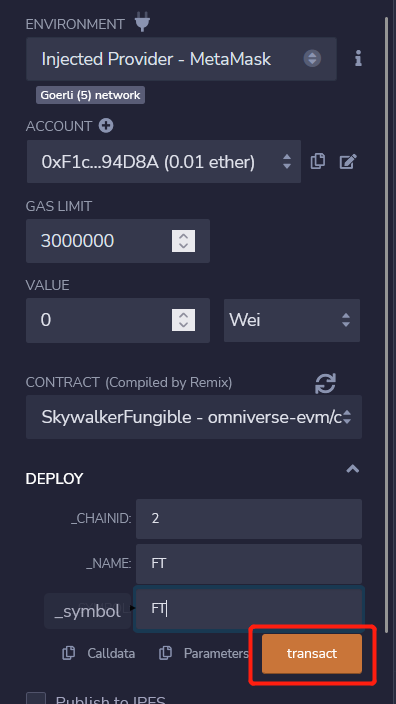 ENVIRONMENT
Injected Provider - MetaMask
Goerli (5) network
ACCOUNT
0xF1c...94D8A (0.01 ether)
GAS LIMIT
3000000
VALUE
0 Wei
CONTRACT (Compiled by Remix)
SkywalkerFungible - omniverse-evm/c
DEPLOY
_CHAINID: 2
_NAME: FT
_symbol FT
Calldata Parameters transact
Publish to IPFS